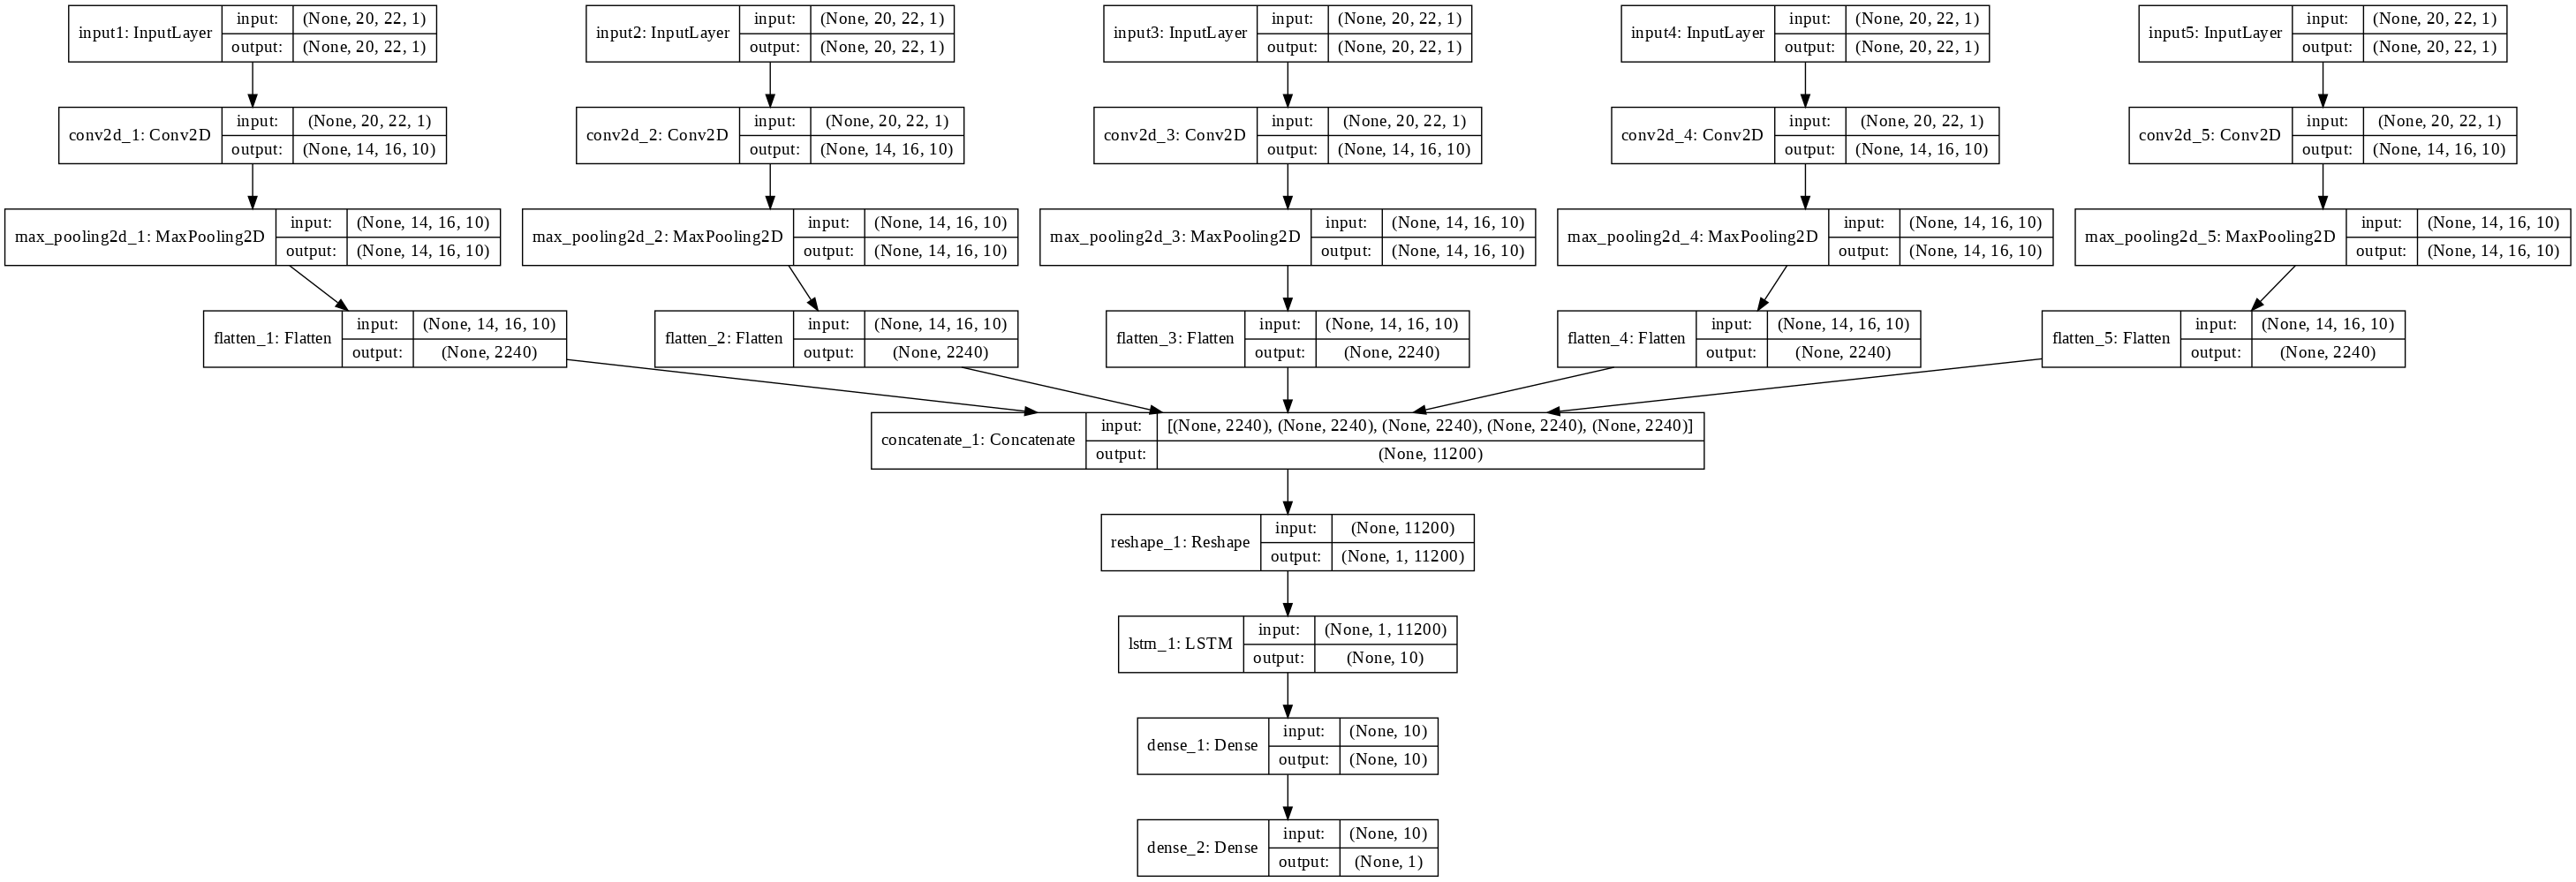 input1: InputLayer
input: (None, 20, 22, 1)
output: (None, 20, 22, 1)
input2: InputLayer
input: (None, 20, 22, 1)
output: (None, 20, 22, 1)
input3: InputLayer
input: (None, 20, 22, 1)
output: (None, 20, 22, 1)
input4: InputLayer
input: (None, 20, 22, 1)
output: (None, 20, 22, 1)
input5: InputLayer
input: (None, 20, 22, 1)
output: (None, 20, 22, 1)
conv2d_1: Conv2D
input: (None, 20, 22, 1)
output: (None, 14, 16, 10)
conv2d_2: Conv2D
input: (None, 20, 22, 1)
output: (None, 14, 16, 10)
conv2d_3: Conv2D
input: (None, 20, 22, 1)
output: (None, 14, 16, 10)
conv2d_4: Conv2D
input: (None, 20, 22, 1)
output: (None, 14, 16, 10)
conv2d_5: Conv2D
input: (None, 20, 22, 1)
output: (None, 14, 16, 10)
max_pooling2d_1: MaxPooling2D
input: (None, 14, 16, 10)
output: (None, 14, 16, 10)
max_pooling2d_2: MaxPooling2D
input: (None, 14, 16, 10)
output: (None, 14, 16, 10)
max_pooling2d_3: MaxPooling2D
input: (None, 14, 16, 10)
output: (None, 14, 16, 10)
max_pooling2d_4: MaxPooling2D
input: (None, 14, 16, 10)
output: (None, 14, 16, 10)
max_pooling2d_5: MaxPooling2D
input: (None, 14, 16, 10)
output: (None, 14, 16, 10)
flatten_1: Flatten
input: (None, 14, 16, 10)
output: (None, 2240)
flatten_2: Flatten
input: (None, 14, 16, 10)
output: (None, 2240)
flatten_3: Flatten
input: (None, 14, 16, 10)
output: (None, 2240)
flatten_4: Flatten
input: (None, 14, 16, 10)
output: (None, 2240)
flatten_5: Flatten
input: (None, 14, 16, 10)
output: (None, 2240)
concatenate_1: Concatenate
input: [(None, 2240), (None, 2240), (None, 2240), (None, 2240), (None, 2240)]
output: (None, 11200)
reshape_1: Reshape
input: (None, 11200)
output: (None, 1, 11200)
lstm_1: LSTM
input: (None, 1, 11200)
output: (None, 10)
dense_1: Dense
input: (None, 10)
output: (None, 10)
dense_2: Dense
input: (None, 10)
output: (None, 1)